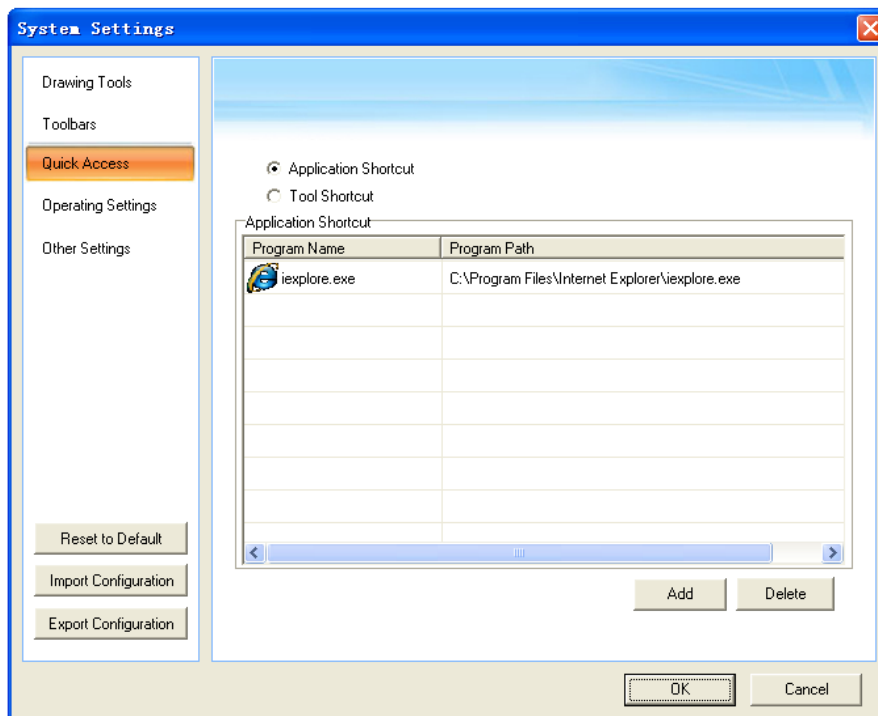 System Settings
Drawing Tools
Toolbars
Quick Access
Operating Settings
Other Settings
Reset to Default
Import Configuration
Export Configuration
Application Shortcut
Tool Shortcut
Application Shortcut
Program Name Program Path
iexplore.exe C:\Program Files\Internet Explorer\iexplore.exe
Add Delete
OK Cancel